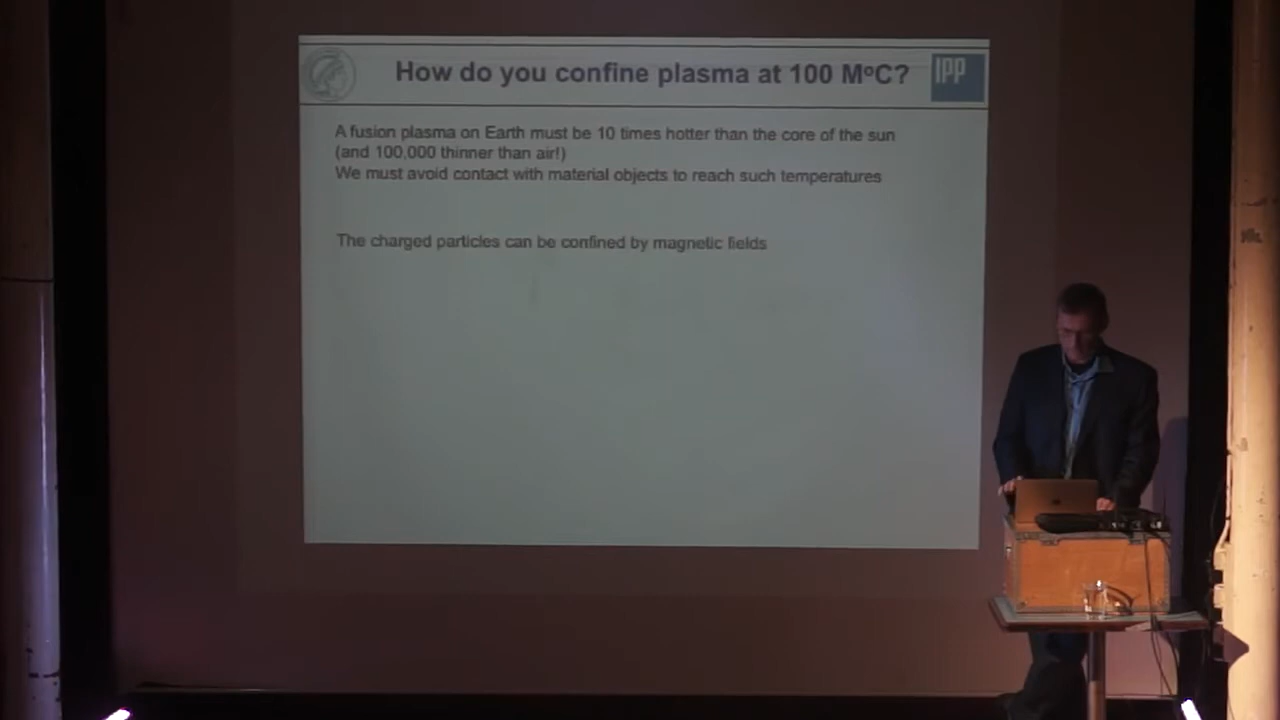 How do you confine plasma at 100 MºC?
IPP
A fusion plasma on Earth must be 10 times hotter than the core of the sun
(and 100,000 thinner than air!)
We must avoid contact with material objects to reach such temperatures
The charged particles can be confined by magnetic fields